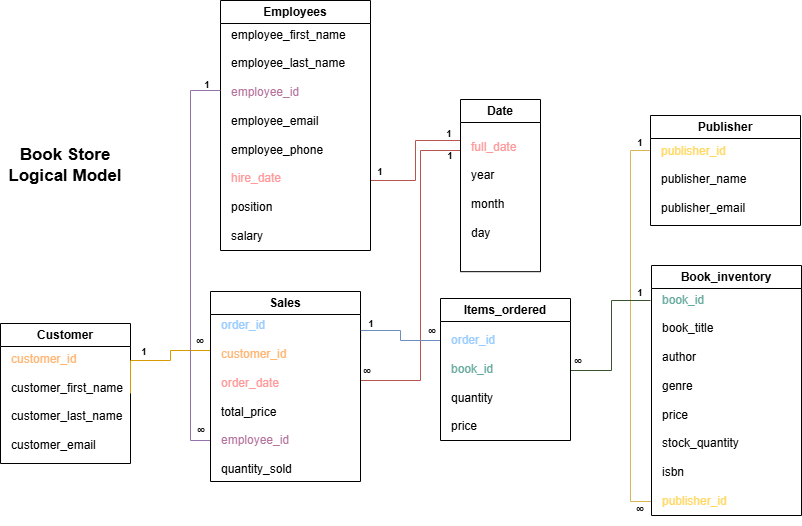 Book Store
Logical Model
Employees
employee_first_name
employee_last_name
employee_id
employee_email
employee_phone
hire_date
position
salary
1
1
Date
full_date
year
month
day
1
1
Publisher
publisher_id
publisher_name
publisher_email
1
Customer
customer_id
customer_first_name
customer_last_name
customer_email
1
Sales
order_id
customer_id
order_date
total_price
employee_id
quantity_sold
∞
∞
1
∞
Items_ordered
order_id
book_id
quantity
price
∞
∞
Book_inventory
book_id
book_title
author
genre
price
stock_quantity
isbn
publisher_id
1
∞